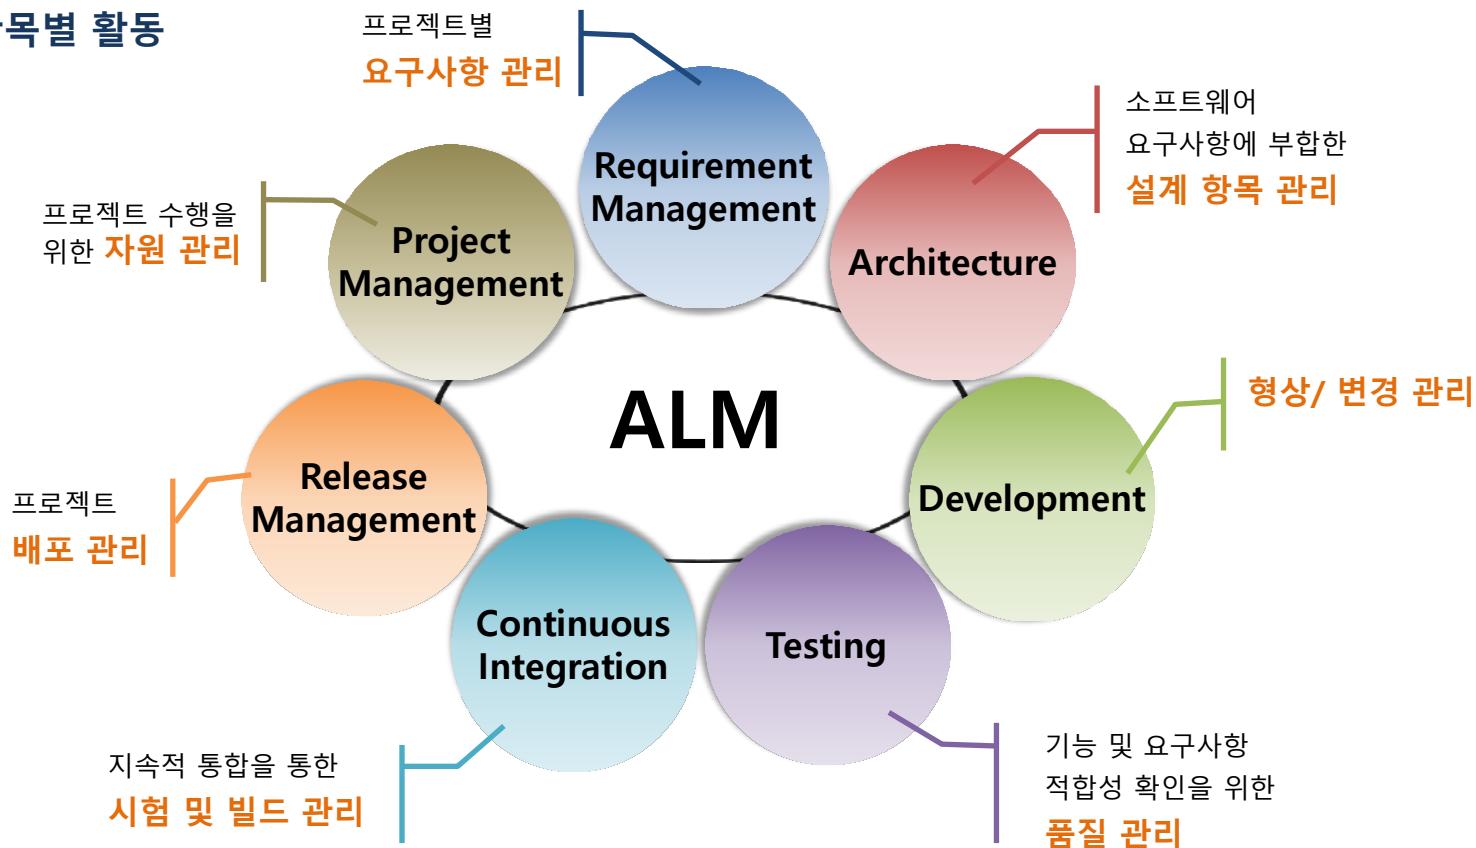 목별 활동
프로젝트별
요구사항 관리
Requirement
Management
소프트웨어
요구사항에 부합한
설계 항목 관리
Architecture
프로젝트 수행을
위한 자원 관리
Project
Management
ALM
형상/ 변경 관리
Development
프로젝트
배포 관리
Release
Management
Continuous
Integration
지속적 통합을 통한
시험 및 빌드 관리
Testing
기능 및 요구사항
적합성 확인을 위한
품질 관리